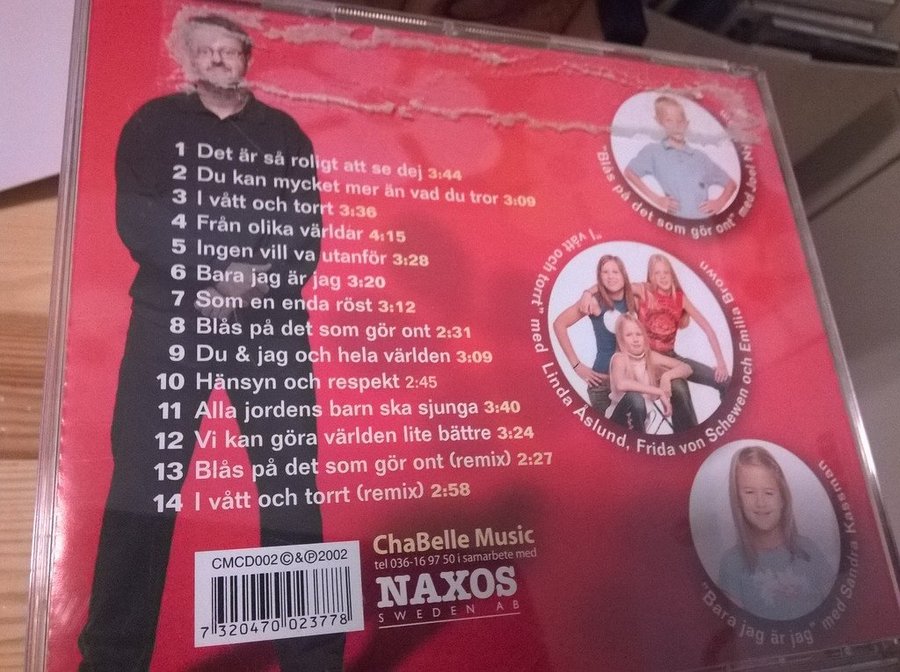 1 Det är så roligt att se dej 3:44
2 Du kan mycket mer än vad du tror 3:09
3 I vått och torrt 3:36
4 Från olika världar 4:15
5 Ingen vill va utanför 3:28
6 Bara jag är jag 3:20
7 Som en enda röst 3:12
8 Blås på det som gör ont 2:31
9 Du & jag och hela världen 3:09
10 Hänsyn och respekt 2:45
11 Alla jordens barn ska sjunga 3:40
12 Vi kan göra världen lite bättre 3:24
13 Blås på det som gör ont (remix) 2:27
14 I vått och torrt (remix) 2:58
"Blås på det som gör ont" med Joel
"I vått och torrt" med Linda Åslund, Frida von Schewen och Emilia Brown
"Bara jag är jag" med Sandra Kassman
CMCD002 ©&℗2002
7 320470 023778
ChaBelle Music
tel 036-16 97 50 i samarbete med
NAXOS
SWEDEN AB